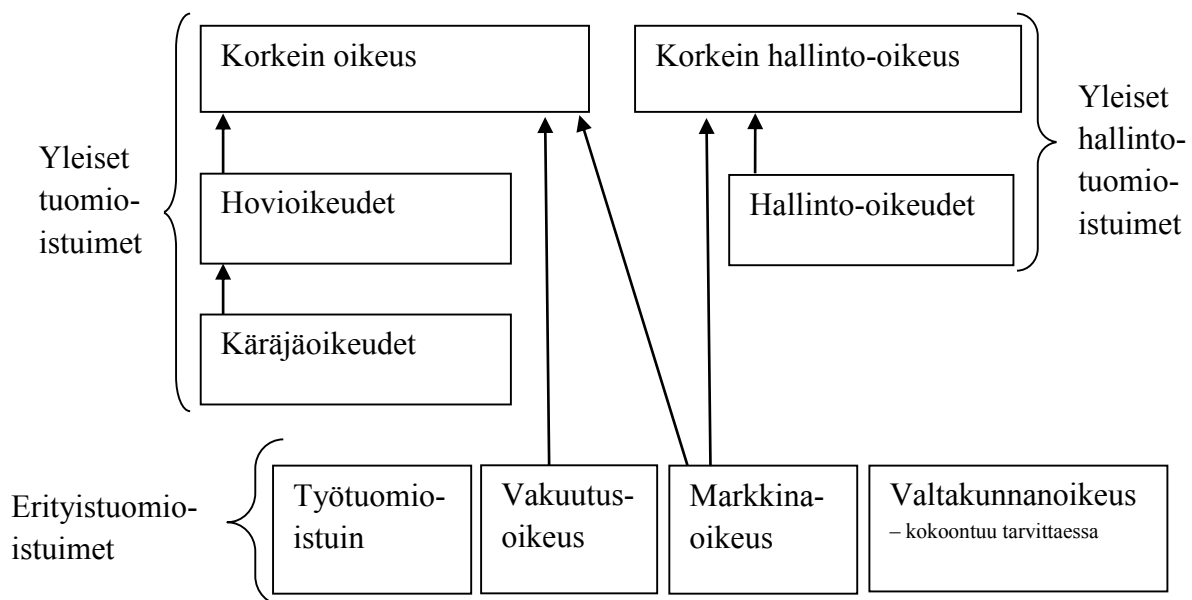 Korkein oikeus
Korkein hallinto-oikeus
Yleiset
tuomio-
istuimet
Yleiset
hallinto-
tuomio-
istuimet
Hovioikeudet
Hallinto-oikeudet
Käräjäoikeudet
Erityistuomio-
istuimet
Työtuomio-
istuin
Vakuutus-
oikeus
Markkina-
oikeus
Valtakunnanoikeus
– kokoontuu tarvittaessa